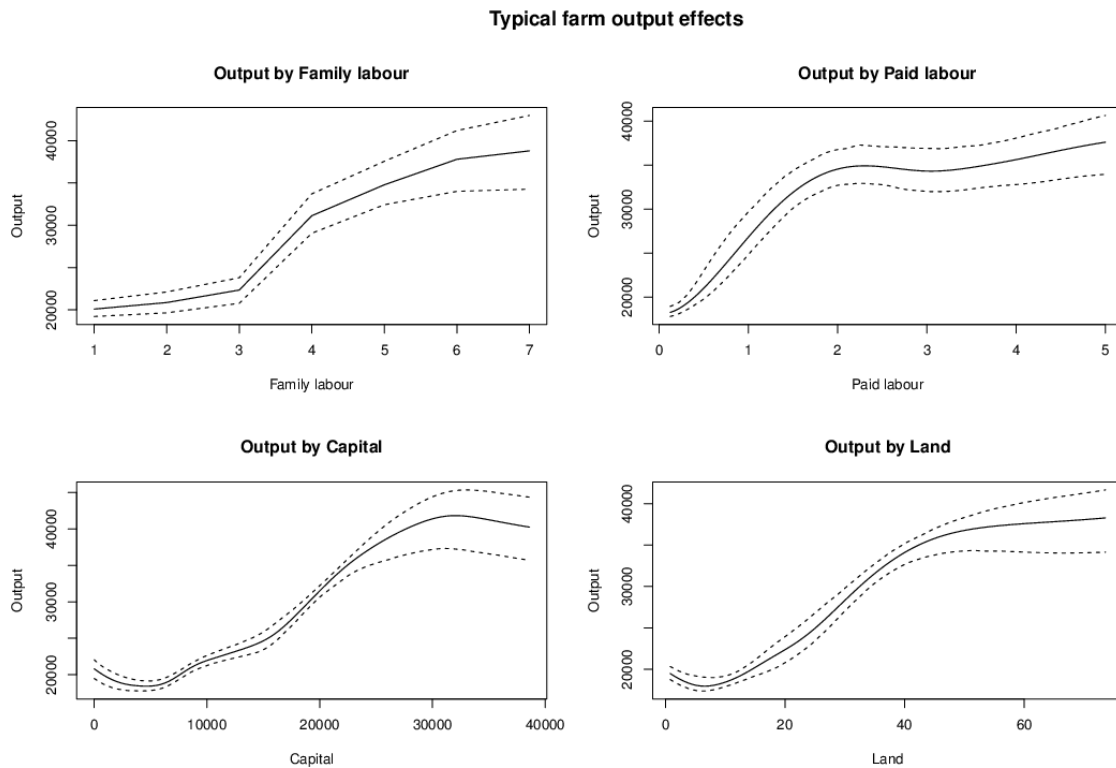 Typical farm output effects
Output by Family labour
Output
20000
30000
40000
1 2 3 4 5 6 7
Family labour
Output by Paid labour
Output
20000
30000
40000
0 1 2 3 4 5
Paid labour
Output by Capital
Output
20000
30000
40000
0 10000 20000 30000 40000
Capital
Output by Land
Output
20000
30000
40000
0 20 40 60
Land